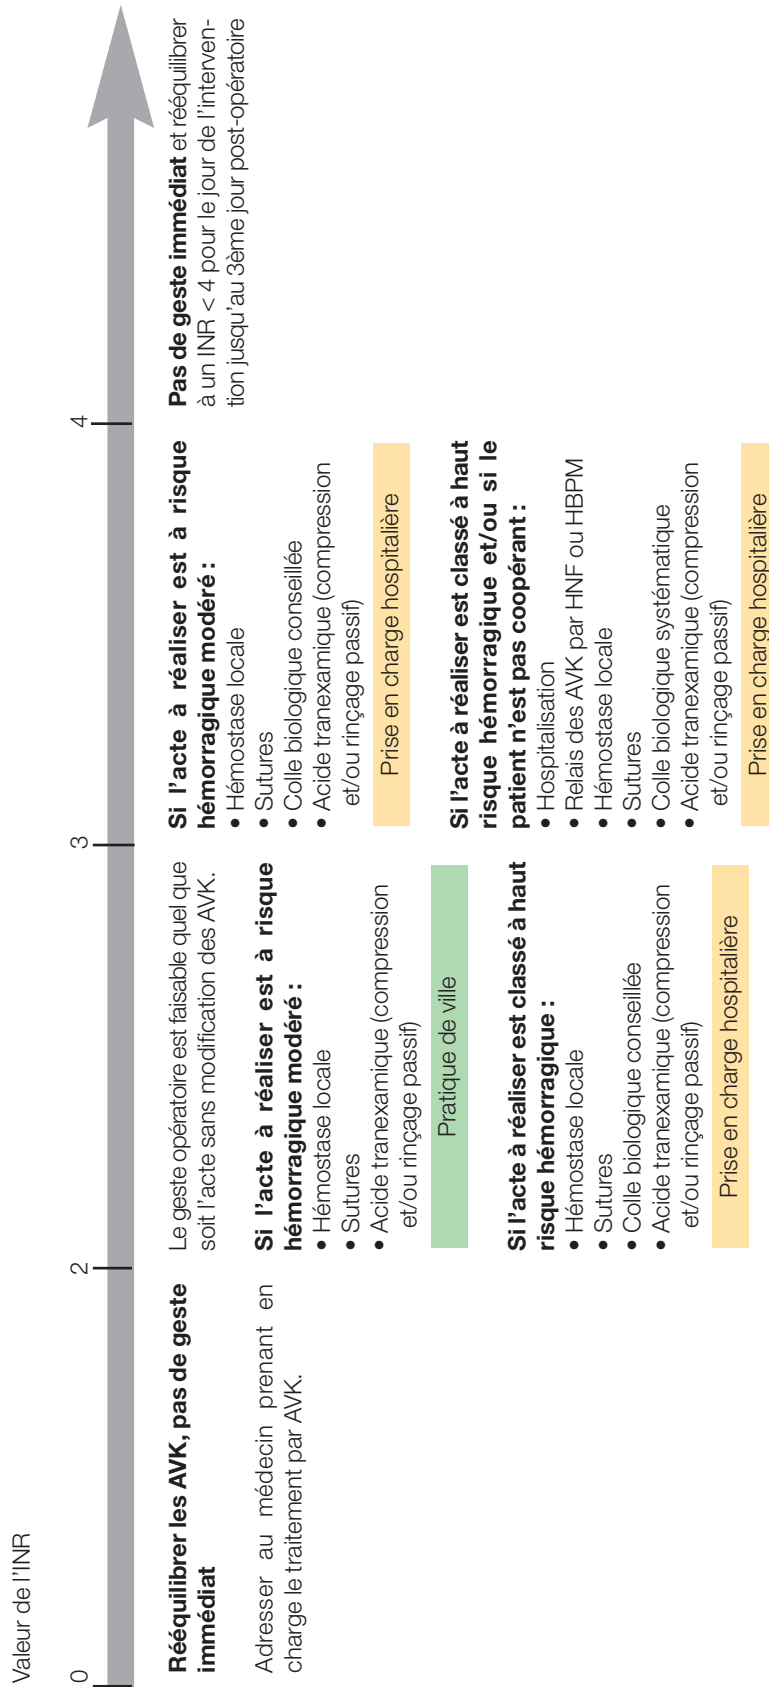 Valeur de l’INR
0
2
3
4
Rééquilibrer les AVK, pas de geste
immédiat
Adresser au médecin prenant en
charge le traitement par AVK.
Le geste opératoire est faisable quel que
soit l’acte sans modification des AVK.
Si l’acte à réaliser est à risque
hémorragique modéré :
• Hémostase locale
• Sutures
• Acide tranexamique (compression
et/ou rinçage passif)
Pratique de ville
Si l’acte à réaliser est classé à haut
risque hémorragique :
• Hémostase locale
• Sutures
• Colle biologique conseillée
• Acide tranexamique (compression
et/ou rinçage passif)
Prise en charge hospitalière
Si l’acte à réaliser est à risque
hémorragique modéré :
• Hémostase locale
• Sutures
• Colle biologique conseillée
• Acide tranexamique (compression
et/ou rinçage passif)
Prise en charge hospitalière
Si l’acte à réaliser est classé à haut
risque hémorragique et/ou si le
patient n’est pas coopérant :
• Hospitalisation
• Relais des AVK par HNF ou HBPM
• Hémostase locale
• Sutures
• Colle biologique systématique
• Acide tranexamique (compression
et/ou rinçage passif)
Prise en charge hospitalière
Pas de geste immédiat et rééquilibrer
à un INR < 4 pour le jour de l’interven-
tion jusqu’au 3ème jour post-opératoire